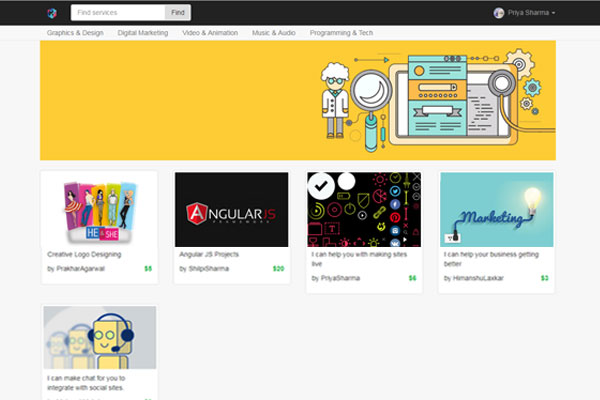 Find services Find Priya Sharma
Graphics & Design Digital Marketing Video & Animation Music & Audio Programming & Tech
HE & SHE
ANGULARJS
FRAMEWORK
Marketing
Creative Logo Designing
by PrakharAgarwal $5
Angular JS Projects
by ShilpiSharma $20
I can help you with making sites
live
by PriyaSharma $6
I can help your business getting
better
by HimanshuLaxkar $3
I can make chat for you to
integrate with social sites.